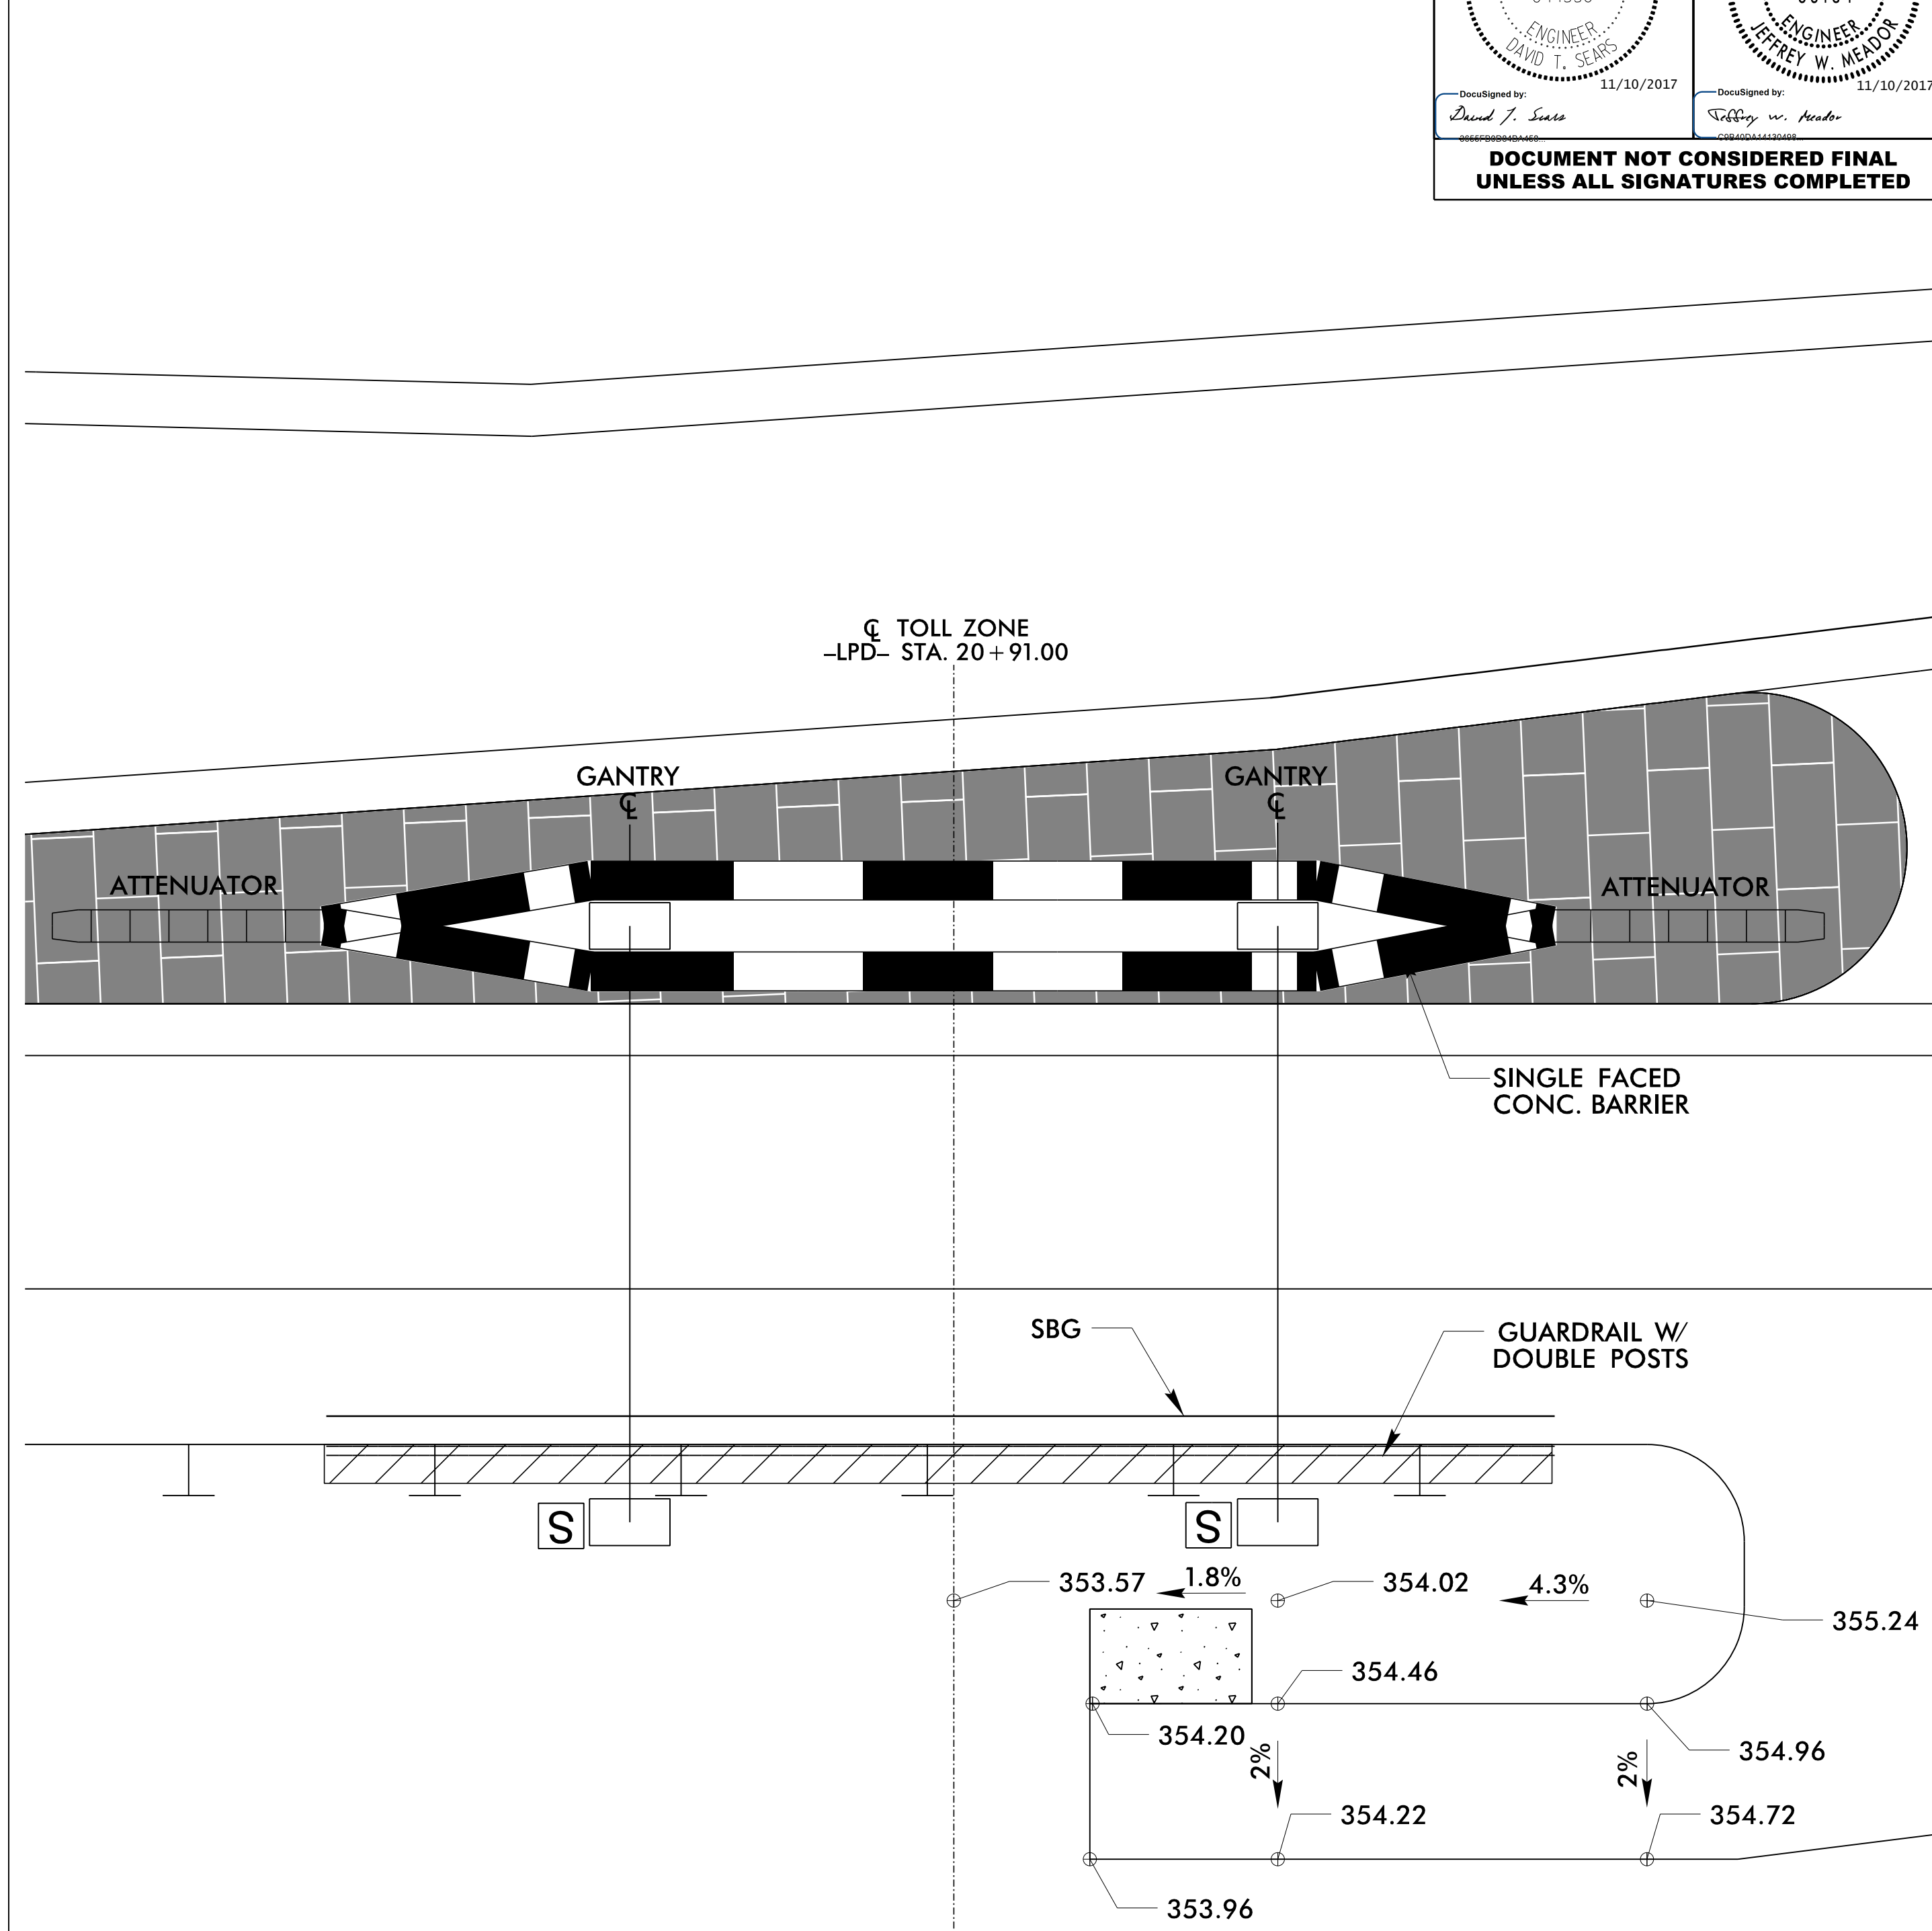 ENGINEER
DAVID T. SEARS
11/10/2017
DocuSigned by:
David T. Sears
ENGINEER
JEFFREY W. MEADOR
11/10/2017
DocuSigned by:
Jeffrey W. Meador
DOCUMENT NOT CONSIDERED FINAL
UNLESS ALL SIGNATURES COMPLETED
℄ TOLL ZONE
–LPD– STA. 20+91.00
GANTRY
℄
GANTRY
℄
ATTENUATOR
ATTENUATOR
SINGLE FACED
CONC. BARRIER
SBG
GUARDRAIL W/
DOUBLE POSTS
S
S
353.57
1.8%
354.02
4.3%
355.24
354.46
354.20
2%
2%
354.96
354.22
354.72
353.96